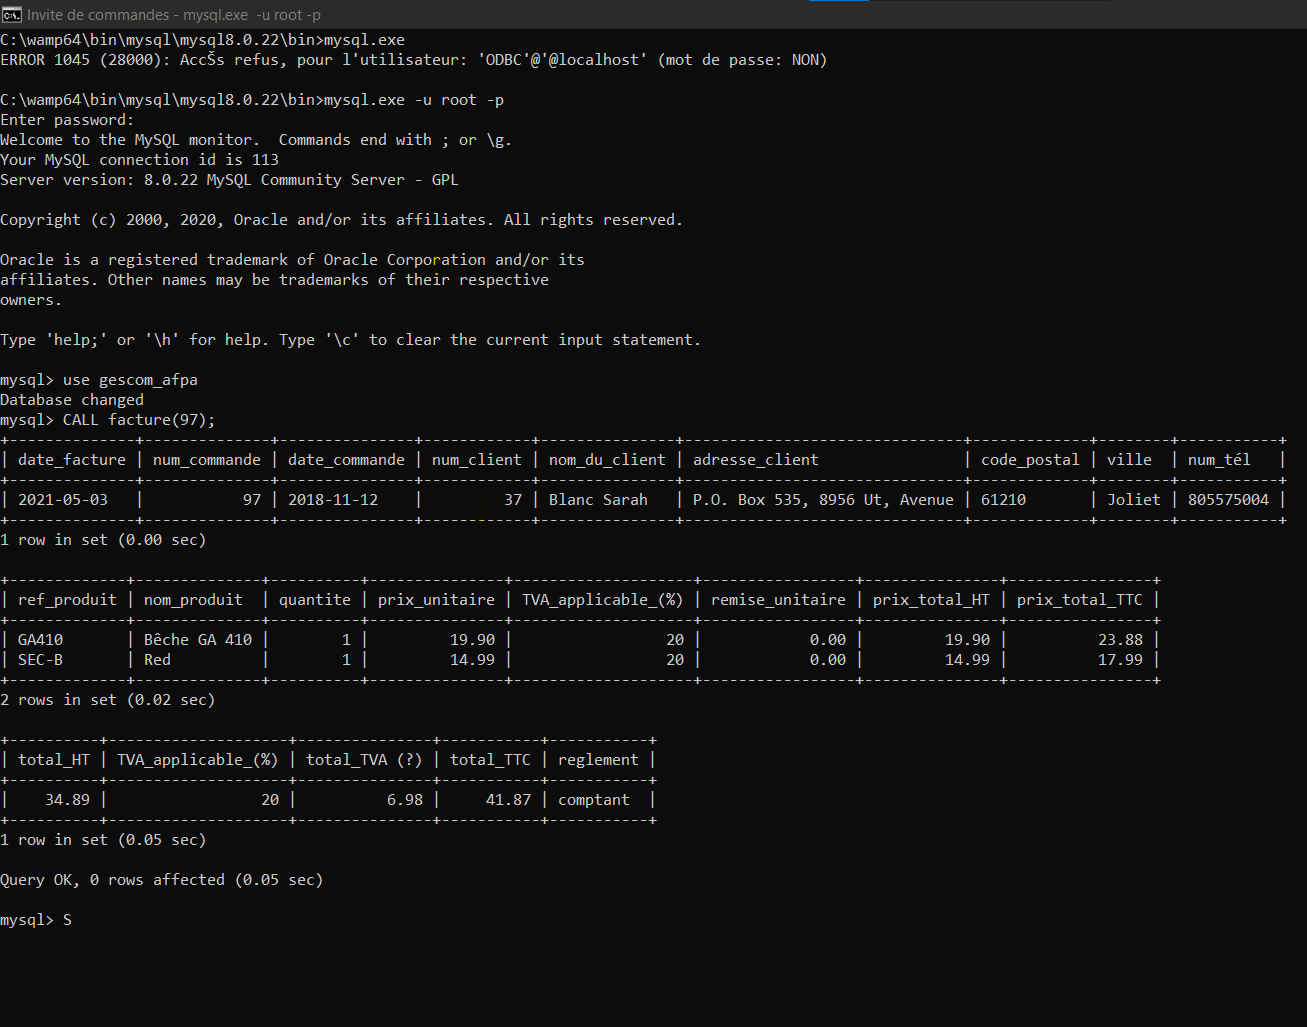 Invite de commandes - mysql.exe  -u root -p
C:\wamp64\bin\mysql\mysql8.0.22\bin>mysql.exe
ERROR 1045 (28000): AccŠs refus, pour l'utilisateur: 'ODBC'@'@localhost' (mot de passe: NON)
C:\wamp64\bin\mysql\mysql8.0.22\bin>mysql.exe -u root -p
Enter password:
Welcome to the MySQL monitor.  Commands end with ; or \g.
Your MySQL connection id is 113
Server version: 8.0.22 MySQL Community Server - GPL
Copyright (c) 2000, 2020, Oracle and/or its affiliates. All rights reserved.
Oracle is a registered trademark of Oracle Corporation and/or its
affiliates. Other names may be trademarks of their respective
owners.
Type 'help;' or '\h' for help. Type '\c' to clear the current input statement.
mysql> use gescom_afpa
Database changed
mysql> CALL facture(97);
+--------------+--------------+---------------+------------+---------------+-------------------------------+------------+--------+-----------+
| date_facture | num_commande | date_commande | num_client | nom_du_client | adresse_client                | code_postal | ville  | num_tél   |
+--------------+--------------+---------------+------------+---------------+-------------------------------+------------+--------+-----------+
| 2021-05-03   |           97 | 2018-11-12    |         37 | Blanc Sarah   | P.O. Box 535, 8956 Ut, Avenue | 61210       | Joliet | 805575004 |
+--------------+--------------+---------------+------------+---------------+-------------------------------+------------+--------+-----------+
1 row in set (0.00 sec)
+-------------+--------------+----------+---------------+--------------------+-----------------+---------------+----------------+
| ref_produit | nom_produit  | quantite | prix_unitaire | TVA_applicable_(%) | remise_unitaire | prix_total_HT | prix_total_TTC |
+-------------+--------------+----------+---------------+--------------------+-----------------+---------------+----------------+
| GA410       | Bêche GA 410 |        1 |         19.90 |                 20 |            0.00 |         19.90 |          23.88 |
| SEC-B       | Red          |        1 |         14.99 |                 20 |            0.00 |         14.99 |          17.99 |
+-------------+--------------+----------+---------------+--------------------+-----------------+---------------+----------------+
2 rows in set (0.02 sec)
+----------+--------------------+---------------+-----------+-----------+
| total_HT | TVA_applicable_(%) | total_TVA (?) | total_TTC | reglement |
+----------+--------------------+---------------+-----------+-----------+
|    34.89 |                 20 |          6.98 |     41.87 | comptant  |
+----------+--------------------+---------------+-----------+-----------+
1 row in set (0.05 sec)
Query OK, 0 rows affected (0.05 sec)
mysql> S